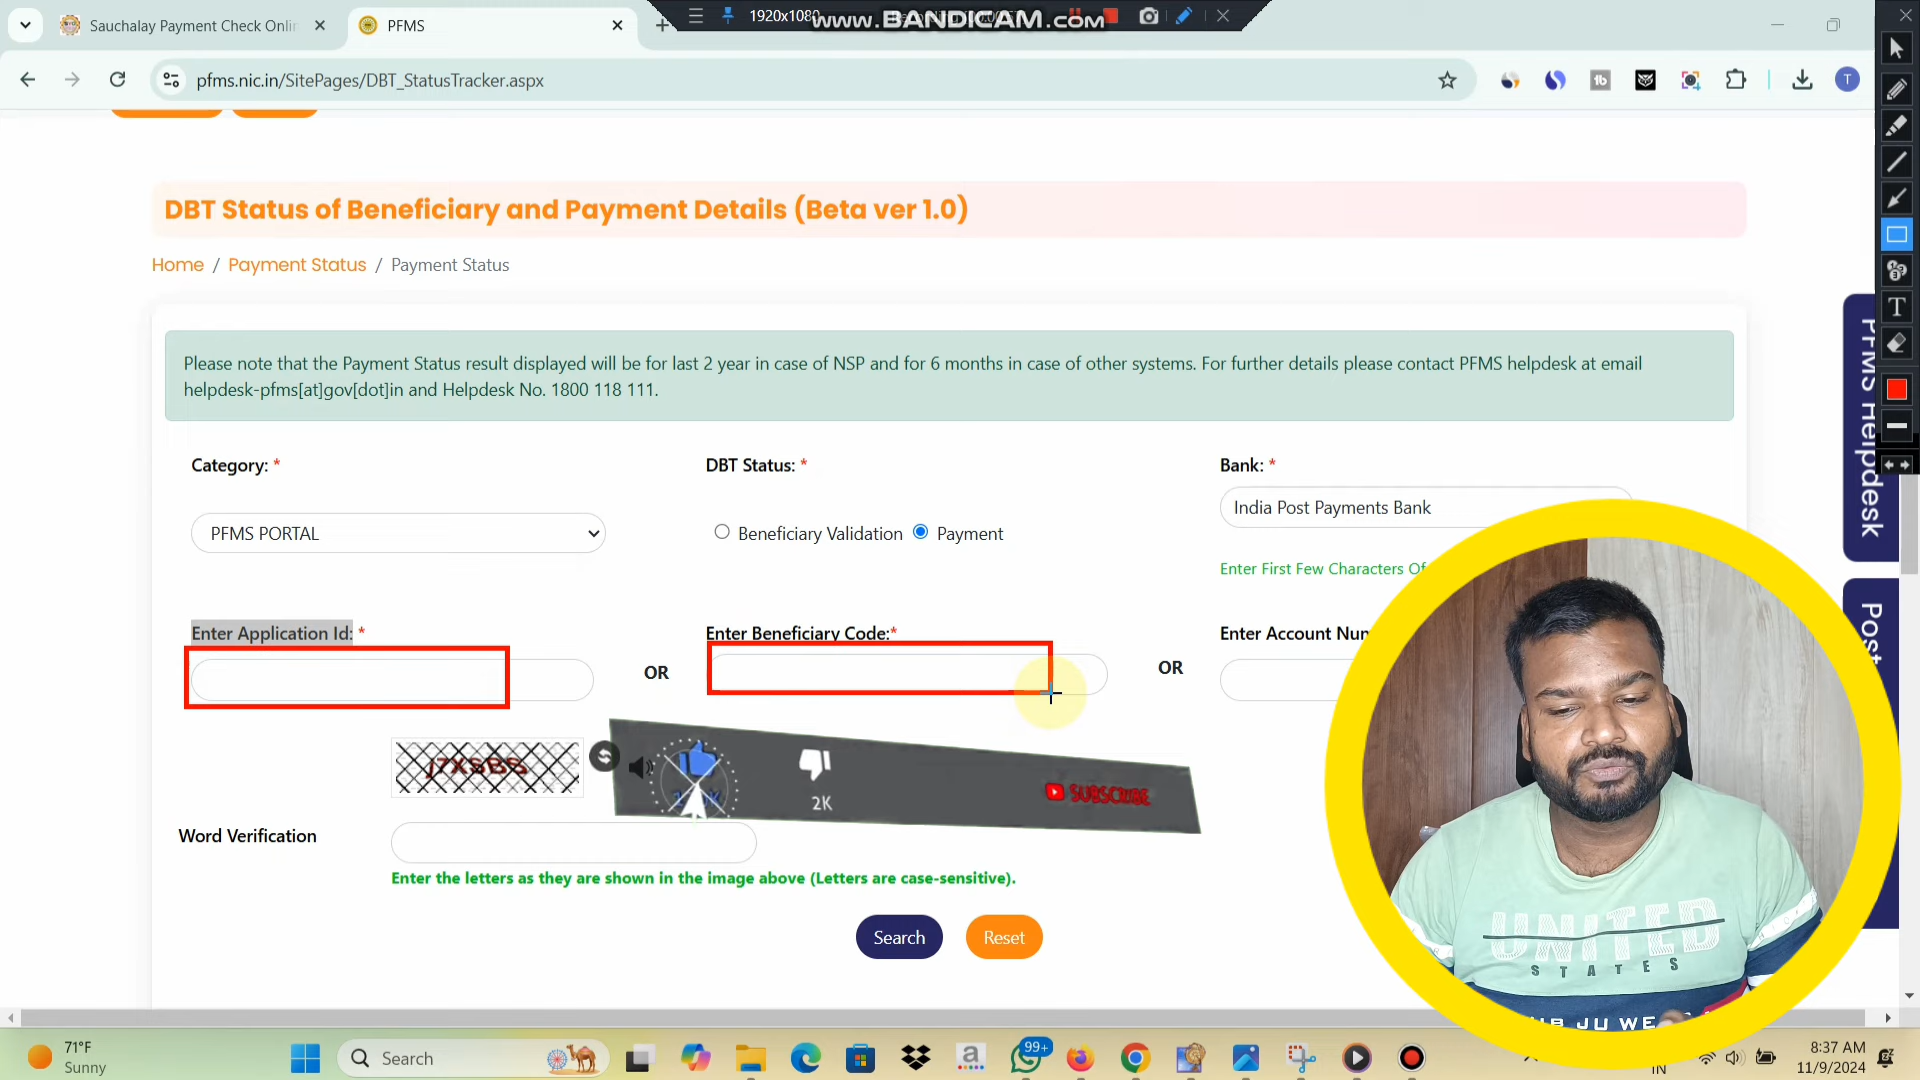 Sauchalay Payment Check Onlin
PFMS
1920x1080
www.BANDICAM.com
pfms.nic.in/SitePages/DBT_StatusTracker.aspx
T
DBT Status of Beneficiary and Payment Details (Beta ver 1.0)
Home / Payment Status / Payment Status
Please note that the Payment Status result displayed will be for last 2 year in case of NSP and for 6 months in case of other systems. For further details please contact PFMS helpdesk at email
helpdesk-pfms[at]gov[dot]in and Helpdesk No. 1800 118 111.
PFMS Helpdesk
Category: *
DBT Status: *
Bank: *
PFMS PORTAL
Beneficiary Validation
Payment
India Post Payments Bank
Enter First Few Characters Of
Enter Application Id: *
OR
Enter Beneficiary Code:*
OR
Enter Account Num
Post
2K
SUBSCRIBE
Word Verification
Enter the letters as they are shown in the image above (Letters are case-sensitive).
Search
Reset
UNITED
STATES
71°F
Sunny
Search
99+
IN
8:37 AM
11/9/2024